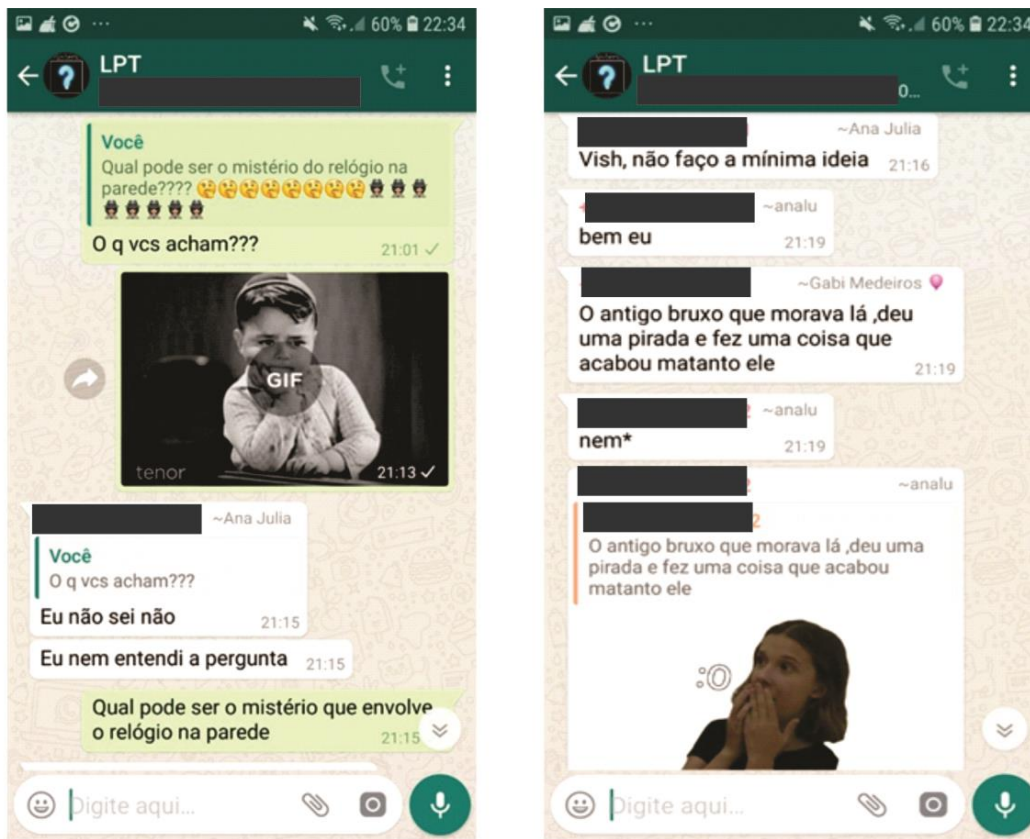 60% 22:34
LPT
Você
Qual pode ser o mistério do relógio na
parede????
O q vcs acham???
21:01
GIF
tenor
21:13
~Ana Julia
Você
O q vcs acham???
Eu não sei não
21:15
Eu nem entendi a pergunta 21:15
Qual pode ser o mistério que envolve
o relógio na parede
21:15
Digite aqui...
60% 22:34
LPT
0...
~Ana Julia
Vish, não faço a mínima ideia 21:16
~analu
bem eu
21:19
~Gabi Medeiros
O antigo bruxo que morava lá ,deu
uma pirada e fez uma coisa que
acabou matanto ele
21:19
~analu
nem*
21:19
~analu
2
O antigo bruxo que morava lá ,deu uma
pirada e fez uma coisa que acabou
matanto ele
:O
Digite aqui...